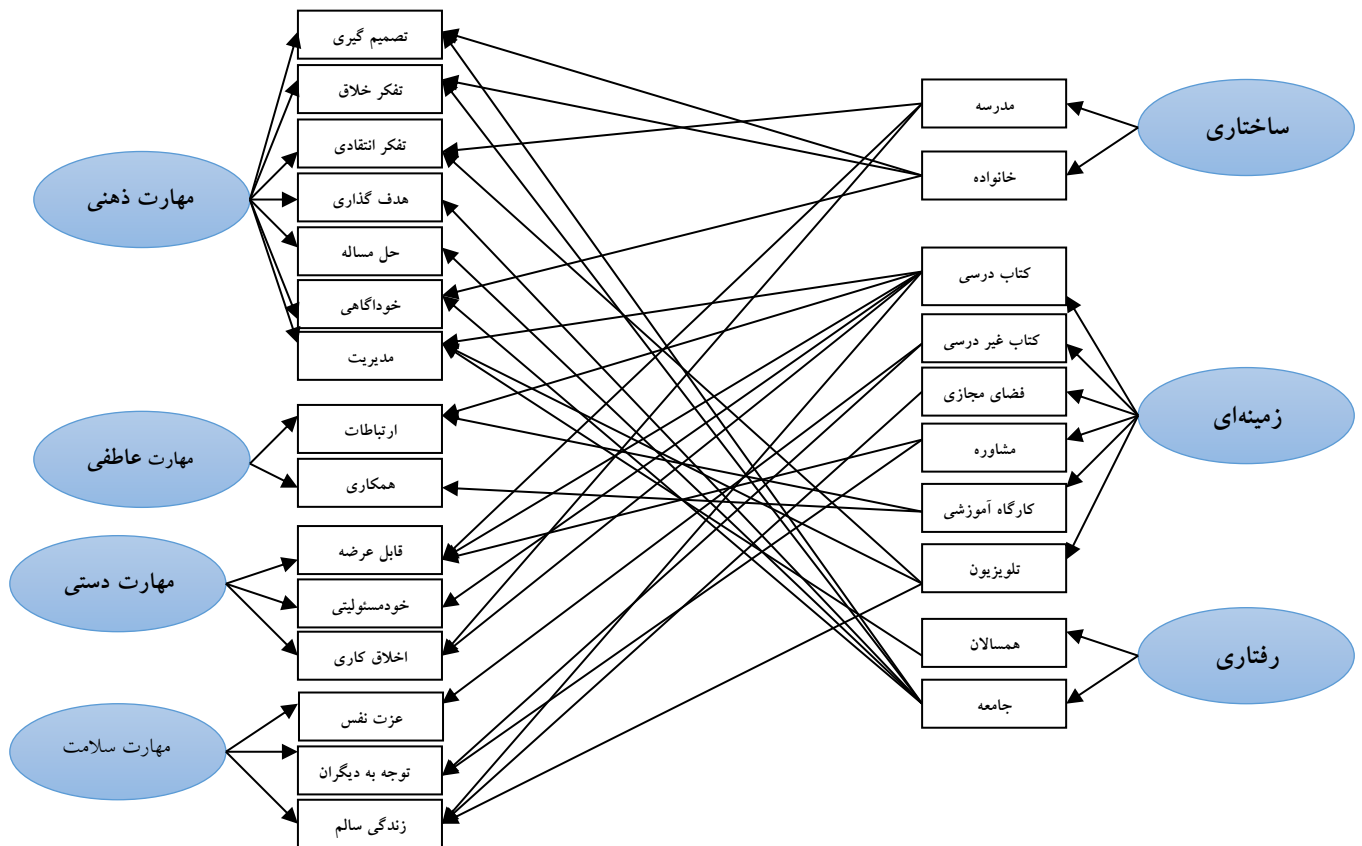 ساختاری
زمینه‌ای
رفتاری
مدرسه
خانواده
کتاب درسی
کتاب غیر درسی
فضای مجازی
مشاوره
کارگاه آموزشی
تلویزیون
همسالان
جامعه
تصمیم گیری
تفکر خلاق
تفکر انتقادی
هدف گذاری
حل مساله
خوداگاهی
مدیریت
ارتباطات
همکاری
قابل عرضه
خودمسئولیتی
اخلاق کاری
عزت نفس
توجه به دیگران
زندگی سالم
مهارت ذهنی
مهارت عاطفی
مهارت دستی
مهارت سلامت